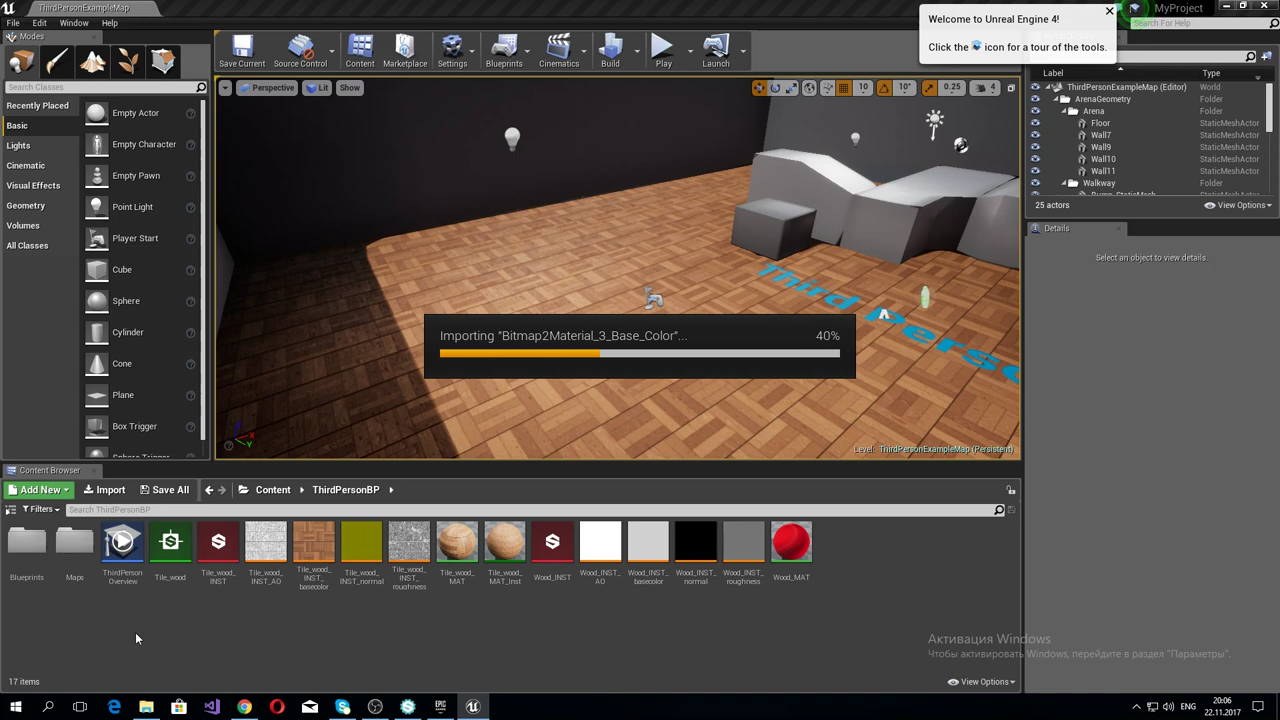 ThirdPersonExampleMap
MyProject
File Edit Window Help
Search For Help
Welcome to Unreal Engine 4!
Click the icon for a tour of the tools.
Modes
Search Classes
Recently Placed
Basic
Lights
Cinematic
Visual Effects
Geometry
Volumes
All Classes
Empty Actor
Empty Character
Empty Pawn
Point Light
Player Start
Cube
Sphere
Cylinder
Cone
Plane
Box Trigger
Sphere Trigger
Save Current Source Control Content Marketplace Settings Blueprints Cinematics Build Play Launch
Perspective Lit Show
10 10° 0.25 4
Third Perso
Importing "Bitmap2Material_3_Base_Color"... 40%
Level: ThirdPersonExampleMap (Persistent)
Label Type
ThirdPersonExampleMap (Editor) World
ArenaGeometry Folder
Arena Folder
Floor StaticMeshActor
Wall7 StaticMeshActor
Wall9 StaticMeshActor
Wall10 StaticMeshActor
Wall11 StaticMeshActor
Walkway Folder
Bump_StaticMesh StaticMeshActor
25 actors View Options
Details
Select an object to view details.
Content Browser
Add New Import Save All Content ThirdPersonBP
Filters Search ThirdPersonBP
Blueprints
Maps
ThirdPerson
Overview
Tile_wood
Tile_wood_
INST
Tile_wood_
INST_AO
Tile_wood_
INST_
basecolor
Tile_wood_
INST_normal
Tile_wood_
INST_
roughness
Tile_wood_
MAT
Tile_wood_
MAT_Inst
Wood_INST
Wood_INST_
AO
Wood_INST_
basecolor
Wood_INST_
normal
Wood_INST_
roughness
Wood_MAT
Активация Windows
Чтобы активировать Windows, перейдите в раздел "Параметры".
17 items View Options
EPIC
GAMES
ENG
20:06
22.11.2017